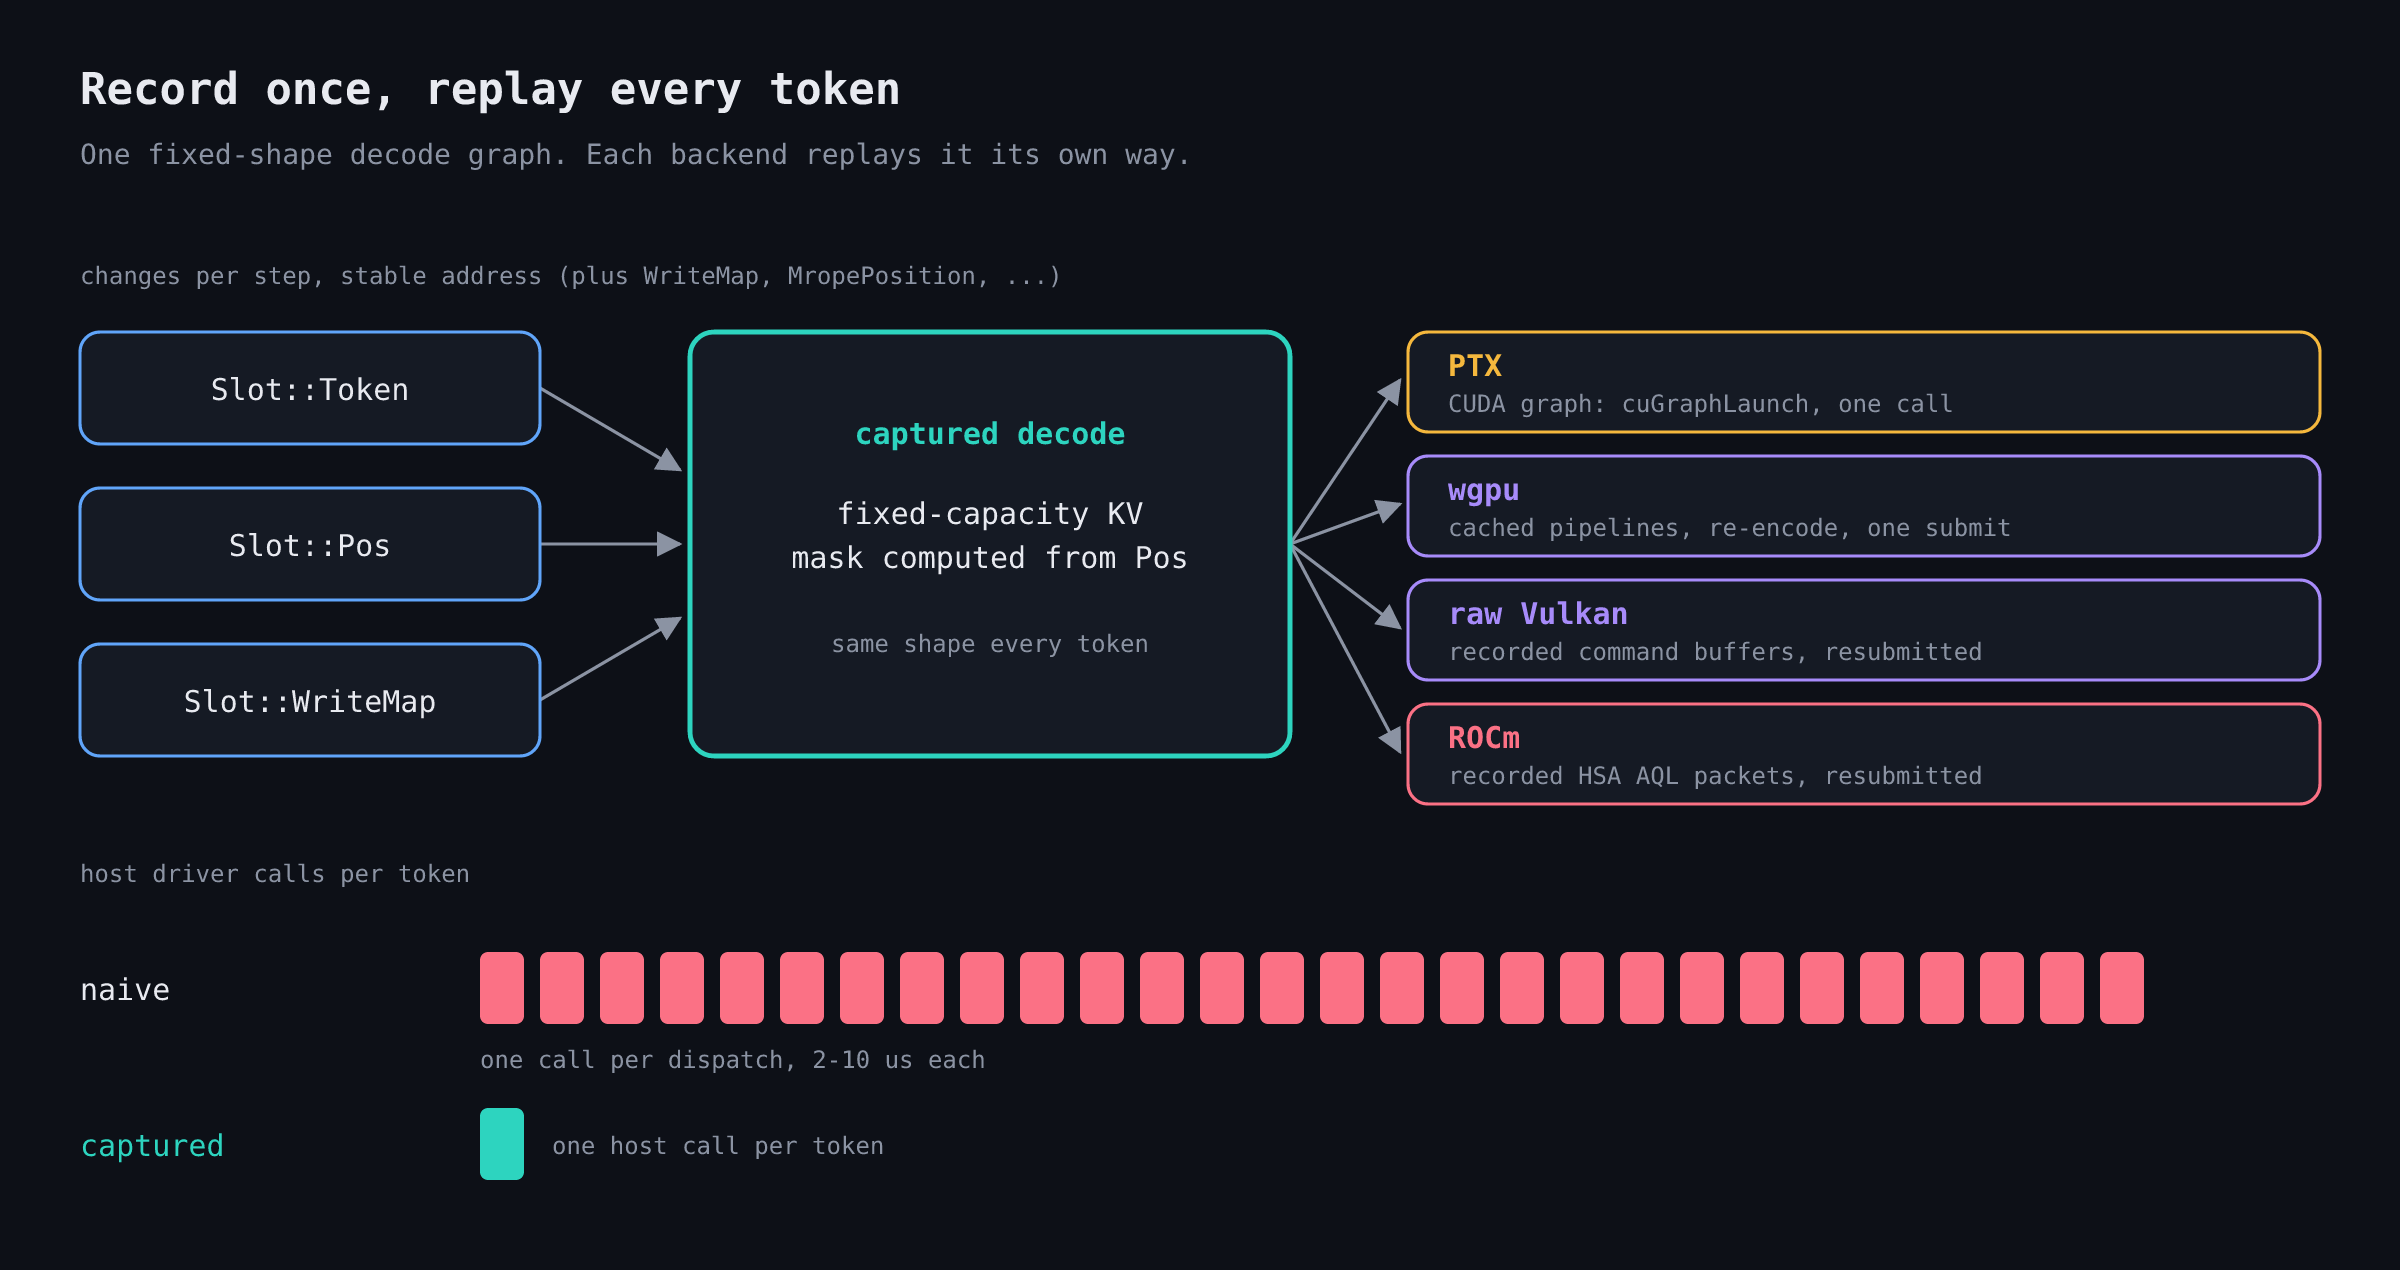 Record once, replay every token
One fixed-shape decode graph. Each backend replays it its own way.
changes per step, stable address (plus WriteMap, MropePosition, ...)
Slot::Token
Slot::Pos
Slot::WriteMap
captured decode
fixed-capacity KV
mask computed from Pos
same shape every token
PTX
CUDA graph: cuGraphLaunch, one call
wgpu
cached pipelines, re-encode, one submit
raw Vulkan
recorded command buffers, resubmitted
ROCm
recorded HSA AQL packets, resubmitted
host driver calls per token
naive
one call per dispatch, 2-10 us each
captured
one host call per token